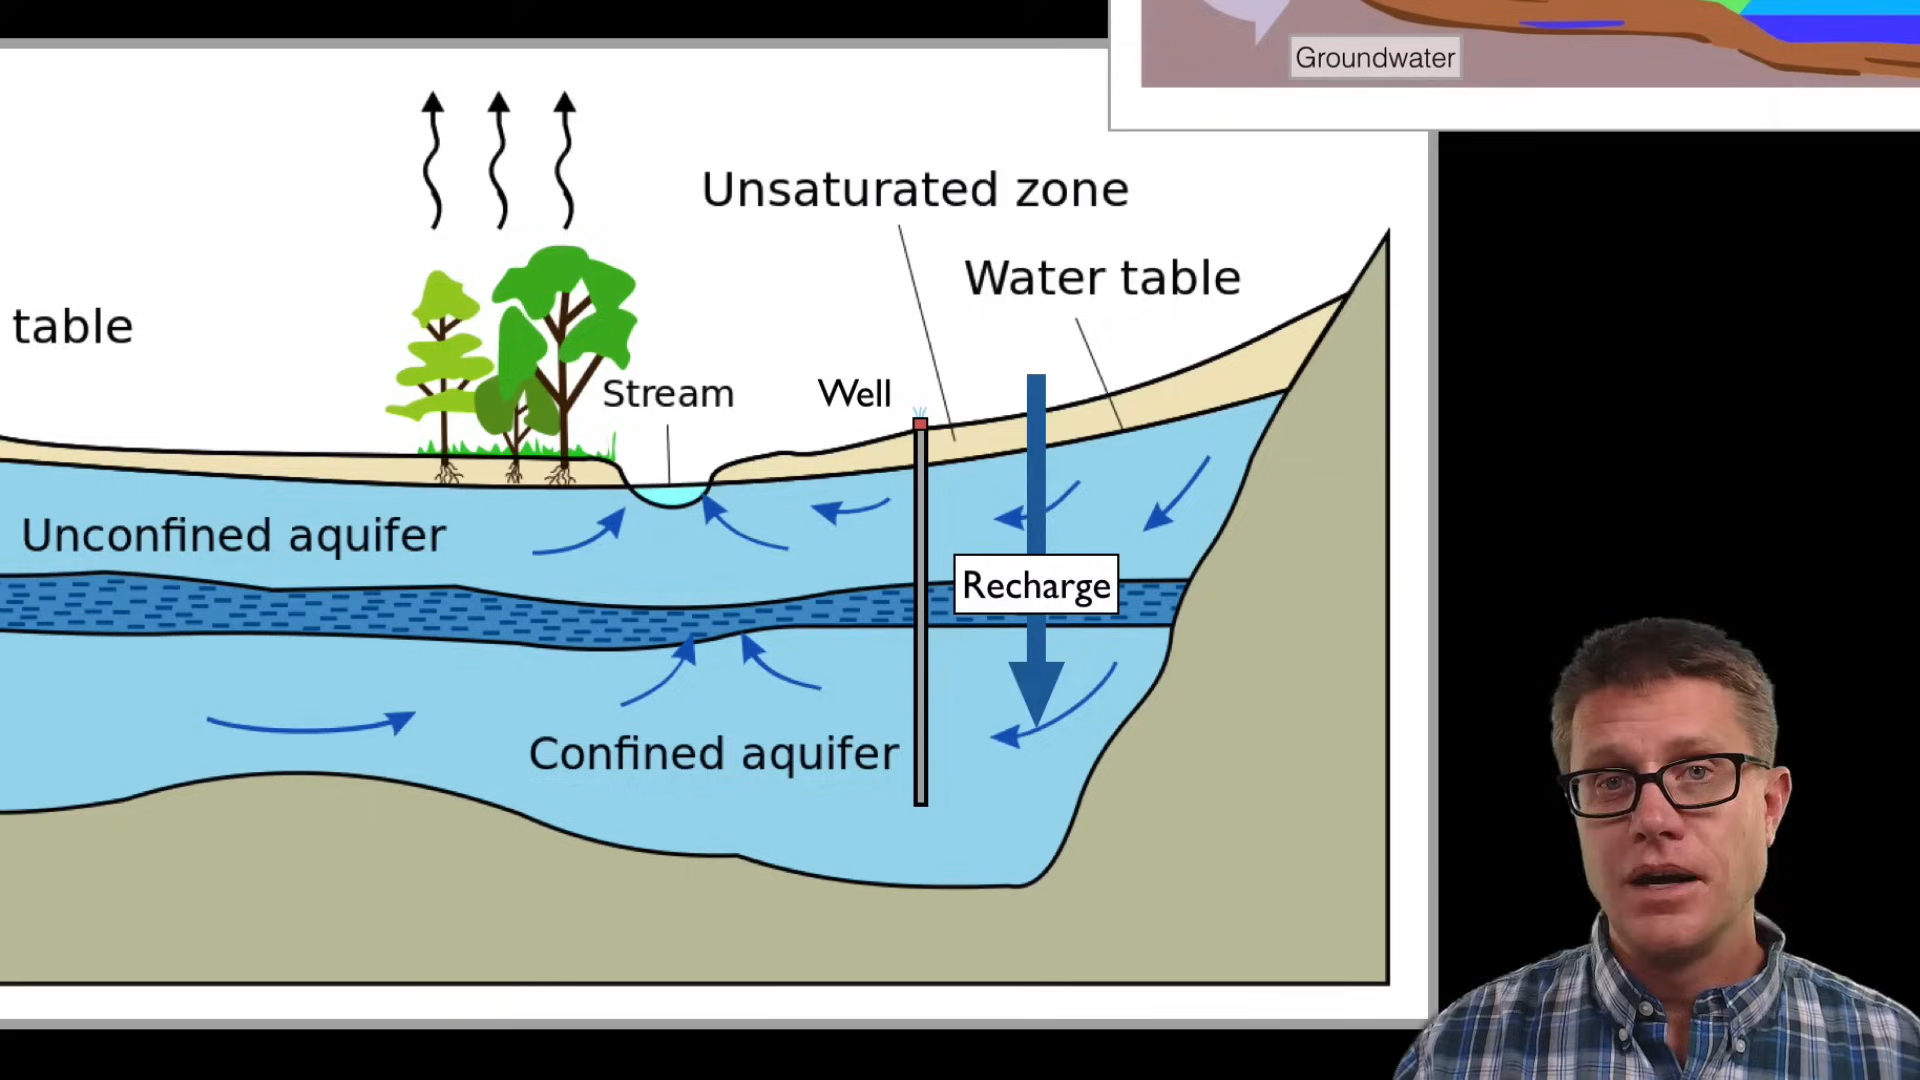 Groundwater
Unsaturated zone
Water table
table
Stream
Well
Unconfined aquifer
Recharge
Confined aquifer